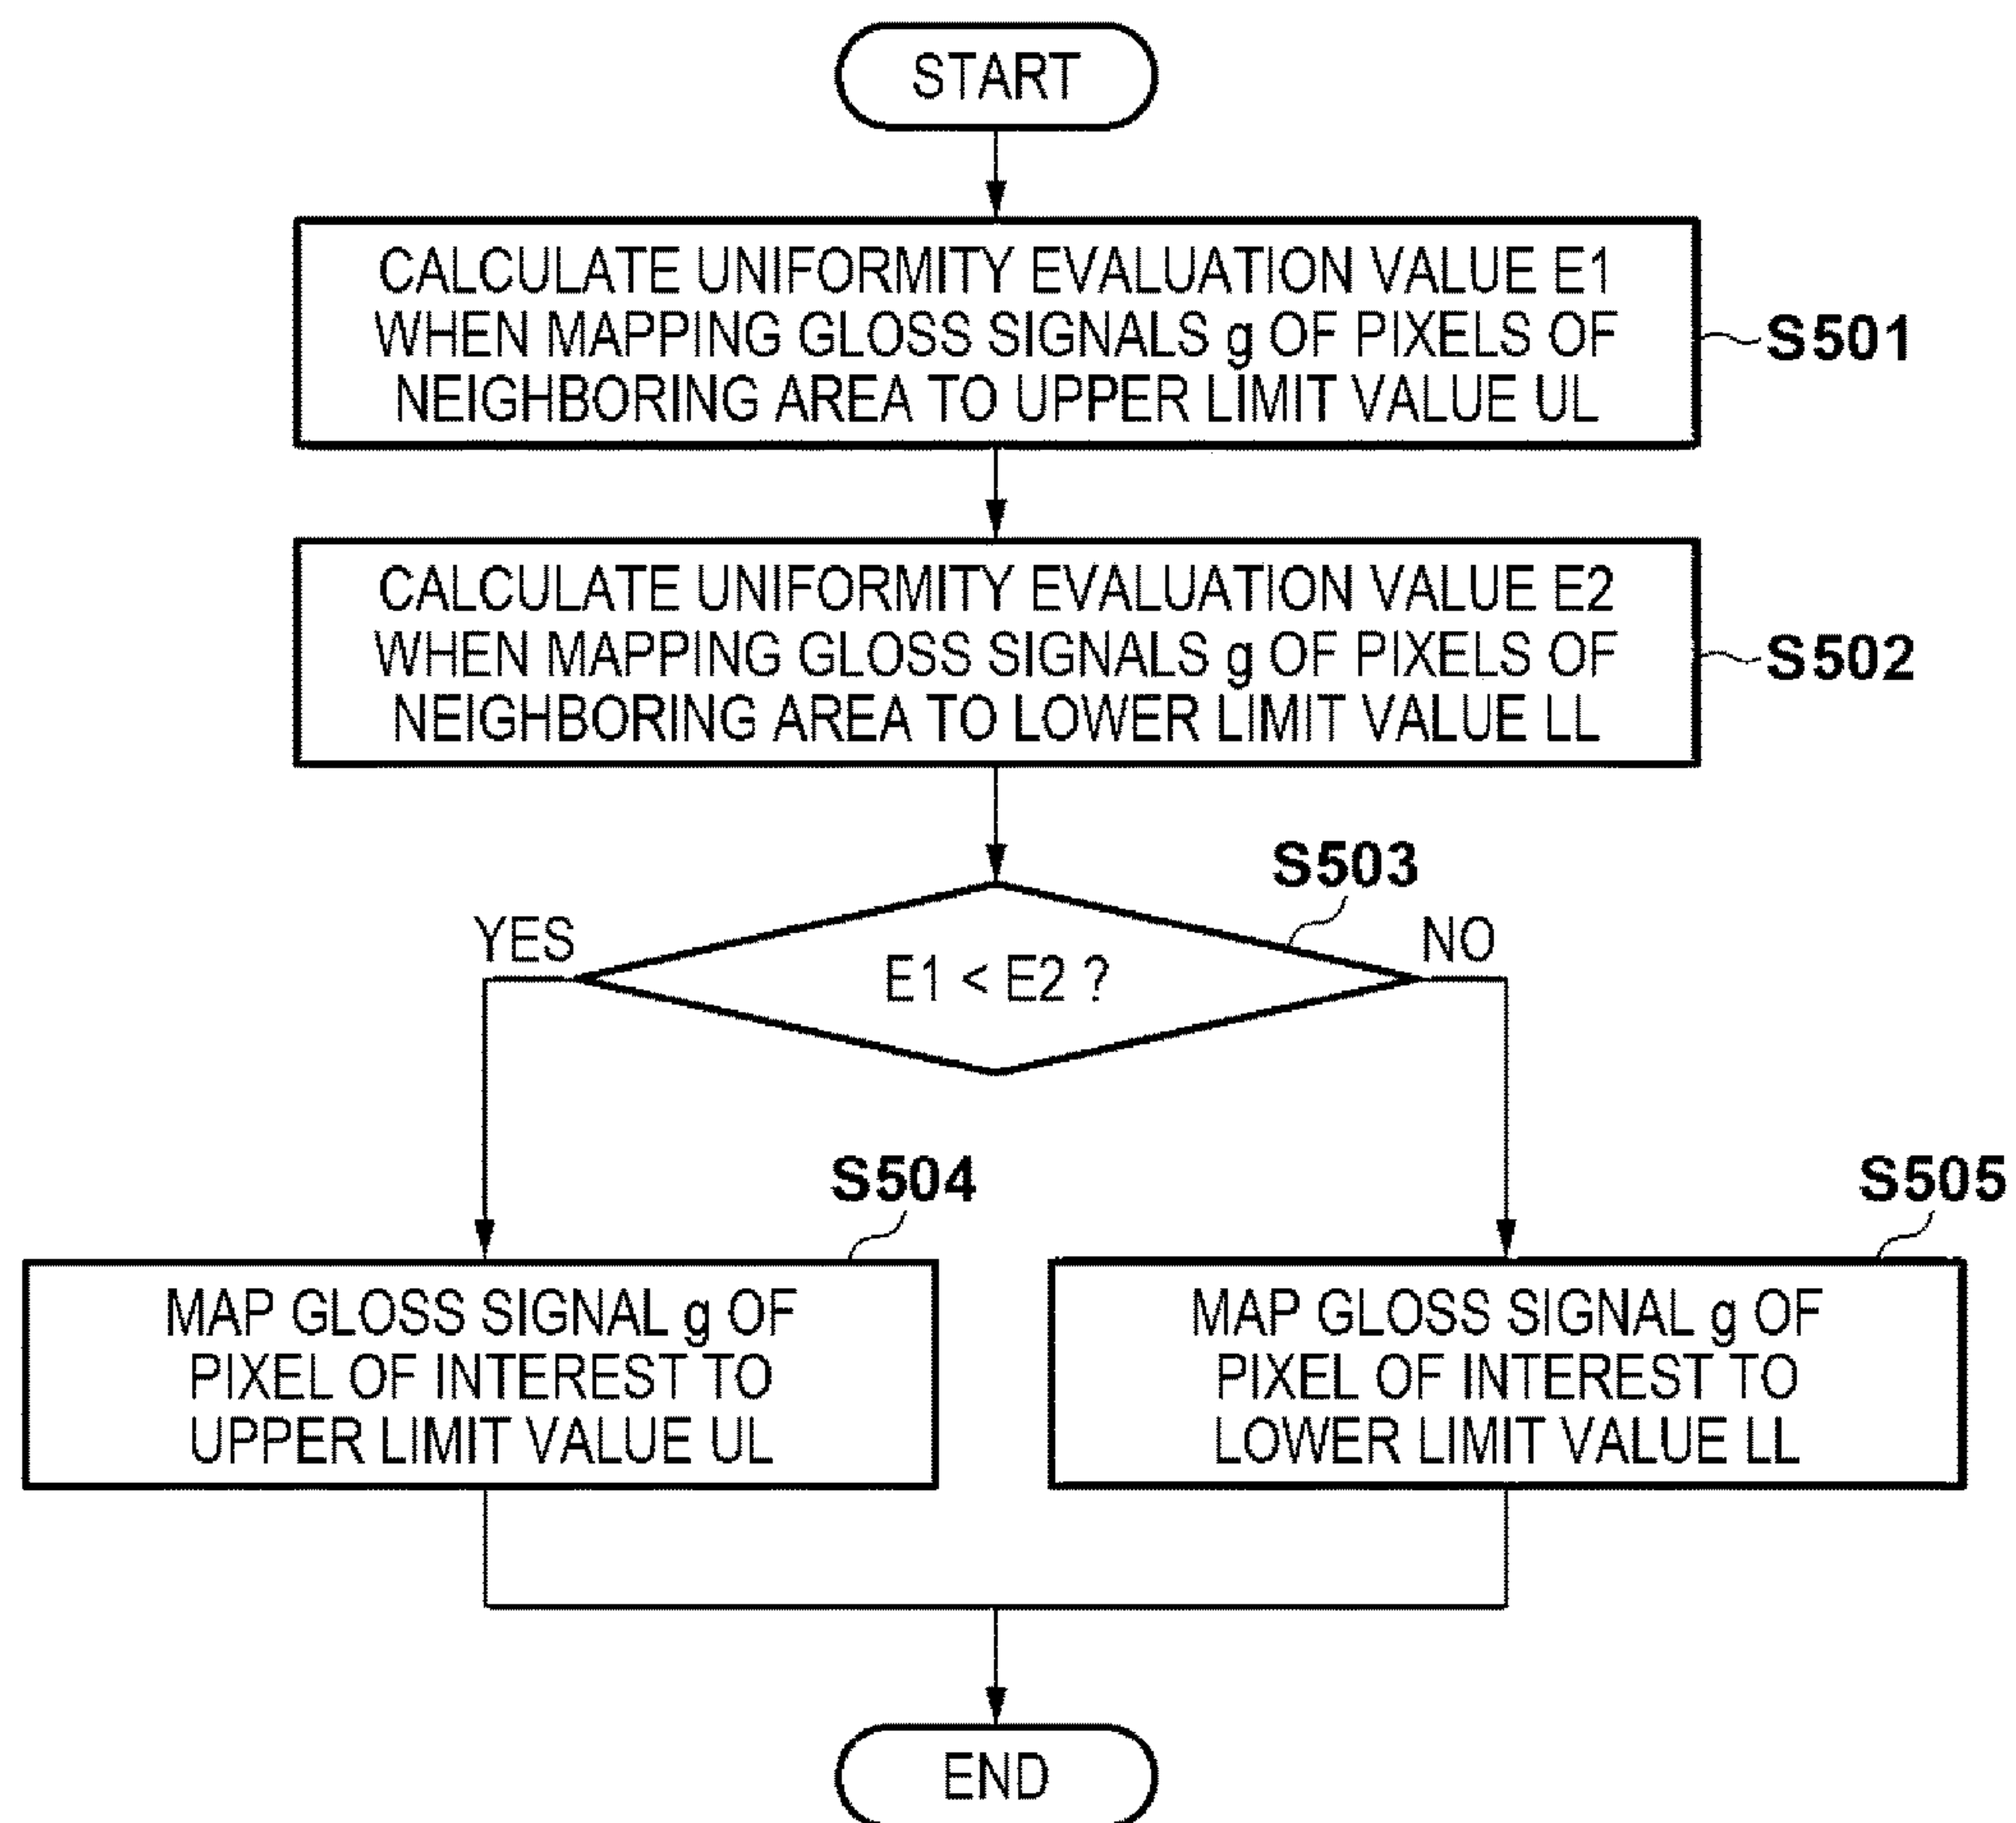 START
CALCULATE UNIFORMITY EVALUATION VALUE E1
WHEN MAPPING GLOSS SIGNALS g OF PIXELS OF
NEIGHBORING AREA TO UPPER LIMIT VALUE UL
S501
CALCULATE UNIFORMITY EVALUATION VALUE E2
WHEN MAPPING GLOSS SIGNALS g OF PIXELS OF
NEIGHBORING AREA TO LOWER LIMIT VALUE LL
S502
S503
YES
NO
E1 < E2 ?
S504
MAP GLOSS SIGNAL g OF
PIXEL OF INTEREST TO
UPPER LIMIT VALUE UL
S505
MAP GLOSS SIGNAL g OF
PIXEL OF INTEREST TO
LOWER LIMIT VALUE LL
END